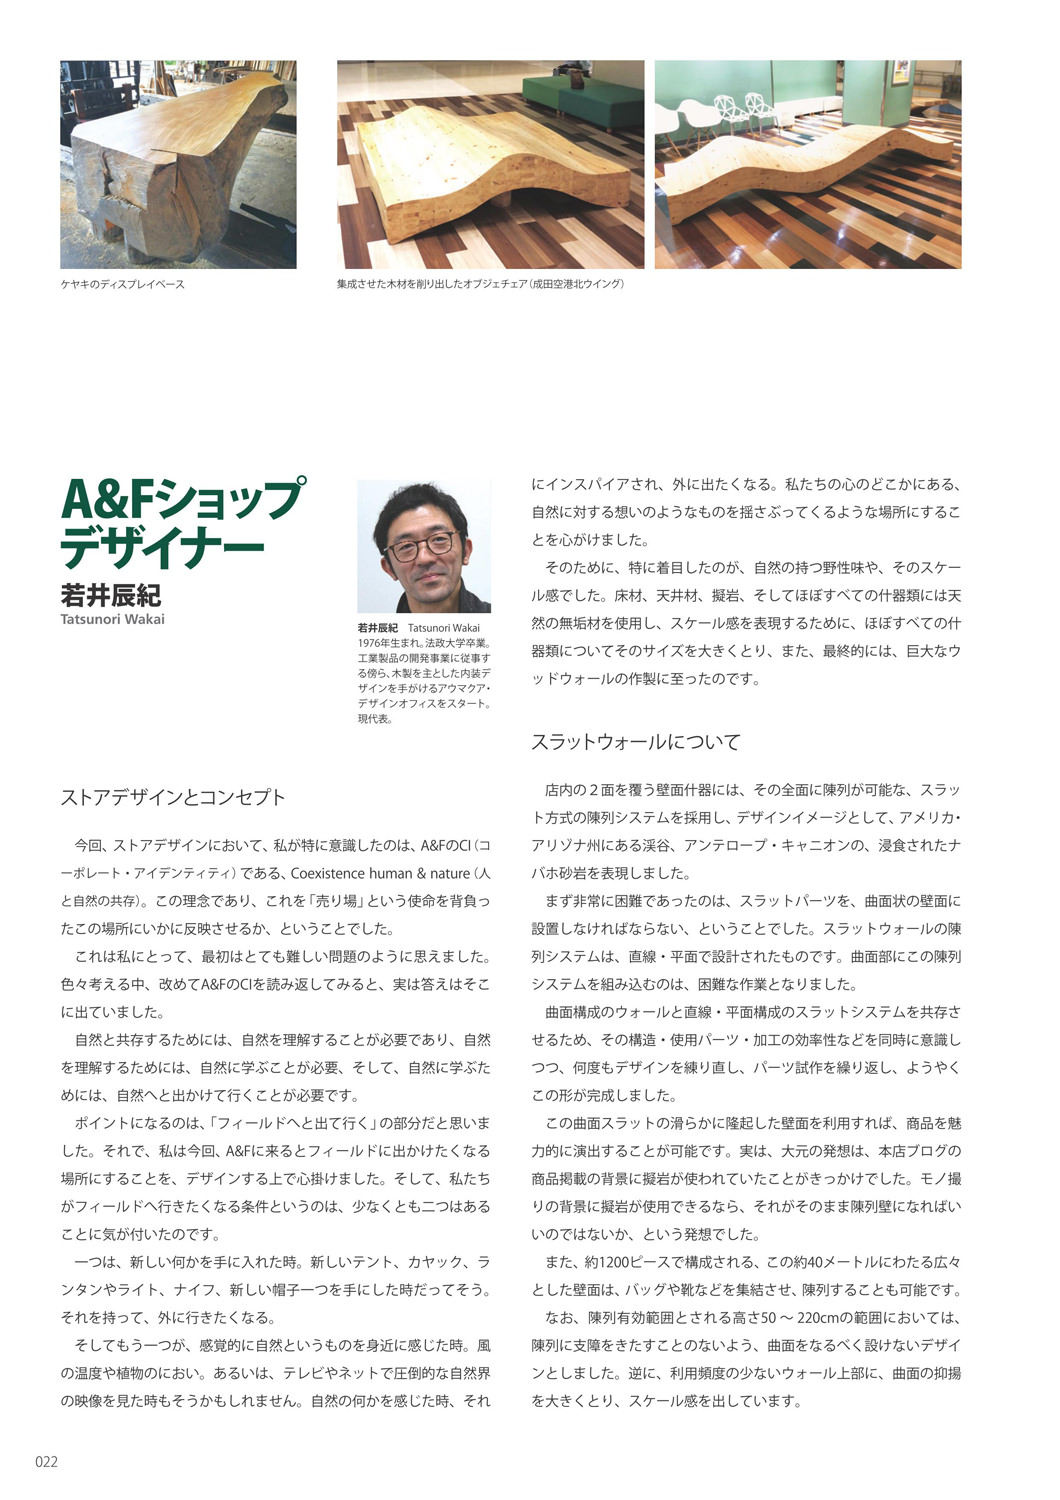 ケヤキのディスプレイベース
集成させた木材を削り出したオブジェチェア（成田空港北ウイング）
A&Fショップ
デザイナー
若井辰紀
Tatsunori Wakai
若井辰紀　Tatsunori Wakai
1976年生まれ。法政大学卒業。
工業製品の開発事業に従事す
る傍ら、木製を主とした内装デ
ザインを手がけるアウマクア・
デザインオフィスをスタート。
現代表。
ストアデザインとコンセプト
　今回、ストアデザインにおいて、私が特に意識したのは、A&FのCI（コ
ーポレート・アイデンティティ）である、Coexistence human & nature（人
と自然の共存）。この理念であり、これを「売り場」という使命を背負っ
たこの場所にいかに反映させるか、ということでした。
　これは私にとって、最初はとても難しい問題のように思えました。
色々考える中、改めてA&FのCIを読み返してみると、実は答えはそこ
に出ていました。
　自然と共存するためには、自然を理解することが必要であり、自然
を理解するためには、自然に学ぶことが必要、そして、自然に学ぶた
めには、自然へと出かけて行くことが必要です。
　ポイントになるのは、「フィールドへと出て行く」の部分だと思いま
した。それで、私は今回、A&Fに来るとフィールドに出かけたくなる
場所にすることを、デザインする上で心掛けました。そして、私たち
がフィールドへ行きたくなる条件というのは、少なくとも二つはある
ことに気が付いたのです。
　一つは、新しい何かを手に入れた時。新しいテント、カヤック、ラ
ンタンやライト、ナイフ、新しい帽子一つを手にした時だってそう。
それを持って、外に行きたくなる。
　そしてもう一つが、感覚的に自然というものを身近に感じた時。風
の温度や植物のにおい。あるいは、テレビやネットで圧倒的な自然界
の映像を見た時もそうかもしれません。自然の何かを感じた時、それ
にインスパイアされ、外に出たくなる。私たちの心のどこかにある、
自然に対する想いのようなものを揺さぶってくるような場所にするこ
とを心がけました。
　そのために、特に着目したのが、自然の持つ野性味や、そのスケー
ル感でした。床材、天井材、擬岩、そしてほぼすべての什器類には天
然の無垢材を使用し、スケール感を表現するために、ほぼすべての什
器類についてそのサイズを大きくとり、また、最終的には、巨大なウ
ッドウォールの作製に至ったのです。
スラットウォールについて
　店内の２面を覆う壁面什器には、その全面に陳列が可能な、スラッ
ト方式の陳列システムを採用し、デザインイメージとして、アメリカ・
アリゾナ州にある渓谷、アンテロープ・キャニオンの、浸食されたナ
バホ砂岩を表現しました。
　まず非常に困難であったのは、スラットパーツを、曲面状の壁面に
設置しなければならない、ということでした。スラットウォールの陳
列システムは、直線・平面で設計されたものです。曲面部にこの陳列
システムを組み込むのは、困難な作業となりました。
　曲面構成のウォールと直線・平面構成のスラットシステムを共存さ
せるため、その構造・使用パーツ・加工の効率性などを同時に意識し
つつ、何度もデザインを練り直し、パーツ試作を繰り返し、ようやく
この形が完成しました。
　この曲面スラットの滑らかに隆起した壁面を利用すれば、商品を魅
力的に演出することが可能です。実は、大元の発想は、本店ブログの
商品掲載の背景に擬岩が使われていたことがきっかけでした。モノ撮
りの背景に擬岩が使用できるなら、それがそのまま陳列壁になればい
いのではないか、という発想でした。
　また、約1200ピースで構成される、この約40メートルにわたる広々
とした壁面は、バッグや靴などを集結させ、陳列することも可能です。
　なお、陳列有効範囲とされる高さ50 ～ 220cmの範囲においては、
陳列に支障をきたすことのないよう、曲面をなるべく設けないデザイ
ンとしました。逆に、利用頻度の少ないウォール上部に、曲面の抑揚
を大きくとり、スケール感を出しています。
022